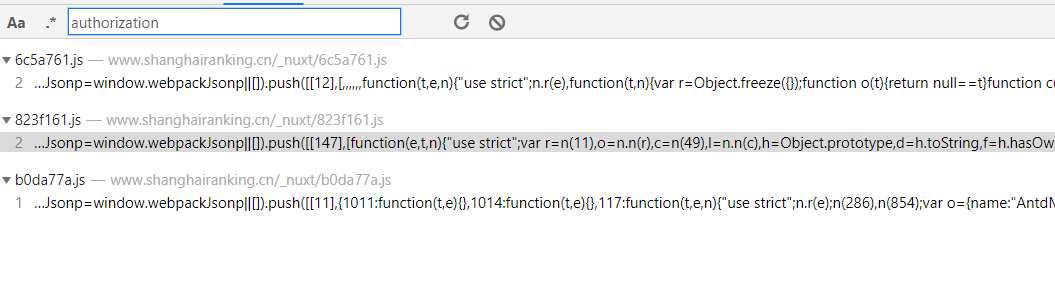 Aa .* authorization
6c5a761.js — www.shanghairanking.cn/_nuxt/6c5a761.js
2 …Jsonp=window.webpackJsonp||[]).push([[12],[,,,,,,function(t,e,n){"use strict";n.r(e),function(t,n){var r=Object.freeze({});function o(t){return null==t}function c
823f161.js — www.shanghairanking.cn/_nuxt/823f161.js
2 …Jsonp=window.webpackJsonp||[]).push([[147],[function(e,t,n){"use strict";var r=n(11),o=n.n(r),c=n(49),l=n.n(c),h=Object.prototype,d=h.toString,f=h.hasOw
b0da77a.js — www.shanghairanking.cn/_nuxt/b0da77a.js
1 …Jsonp=window.webpackJsonp||[]).push([[11],{1011:function(t,e){},1014:function(t,e){},117:function(t,e,n){"use strict";n.r(e);n(286),n(854);var o={name:"AntdM